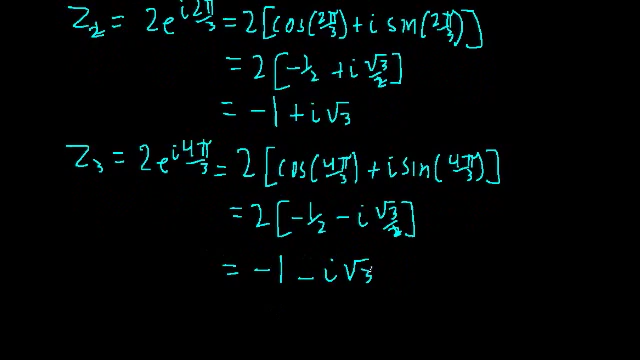 Z₂ = 2e^{i2π/3} = 2[cos(2π/3) + i sin(2π/3)]
= 2[-1/2 + i √3/2]
= -1 + i√3
Z₃ = 2e^{i4π/3} = 2[cos(4π/3) + i sin(4π/3)]
= 2[-1/2 - i √3/2]
= -1 - i√3